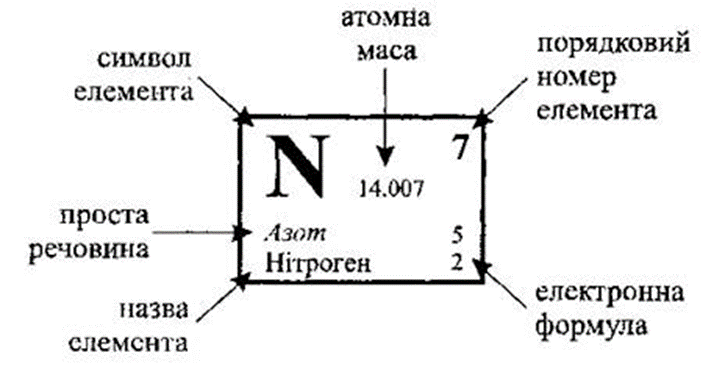 атомна
маса
символ
елемента
порядковий
номер
елемента
N
7
14.007
проста
речовина
Азот
5
Нітроген
2
назва
елемента
електронна
формула